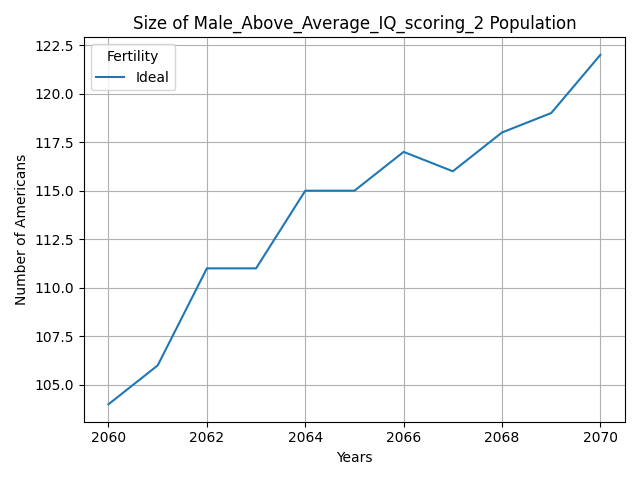 Size of Male_Above_Average_IQ_scoring_2 Population
Fertility
Ideal
122.5
120.0
117.5
115.0
112.5
110.0
107.5
105.0
Number of Americans
2060 2062 2064 2066 2068 2070
Years